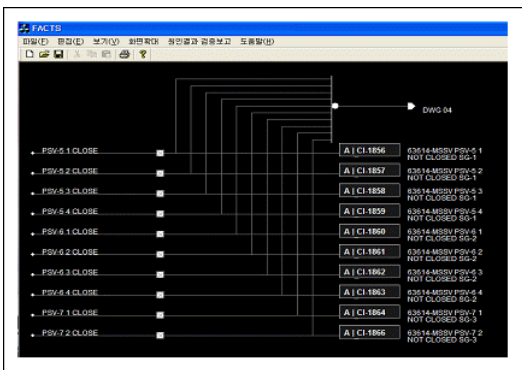 FACTS
파일(F) 편집(E) 보기(V) 화면확대 원인결과 검증보고 도움말(H)
DWG 04
PSV-5 1 CLOSE A | CI-1856 63614-MSSV PSV-5 1
NOT CLOSED SG-1
PSV-5 2 CLOSE A | CI-1857 63614-MSSV PSV-5 2
NOT CLOSED SG-1
PSV-5 3 CLOSE A | CI-1858 63614-MSSV PSV-5 3
NOT CLOSED SG-1
PSV-5 4 CLOSE A | CI-1859 63614-MSSV PSV-5 4
NOT CLOSED SG-1
PSV-6 1 CLOSE A | CI-1860 63614-MSSV PSV-6 1
NOT CLOSED SG-2
PSV-6 2 CLOSE A | CI-1861 63614-MSSV PSV-6 2
NOT CLOSED SG-2
PSV-6 3 CLOSE A | CI-1862 63614-MSSV PSV-6 3
NOT CLOSED SG-2
PSV-6 4 CLOSE A | CI-1863 63614-MSSV PSV-6 4
NOT CLOSED SG-2
PSV-7 1 CLOSE A | CI-1864 63614-MSSV PSV-7 1
NOT CLOSED SG-3
PSV-7 2 CLOSE A | CI-1866 63614-MSSV PSV-7 2
NOT CLOSED SG-3